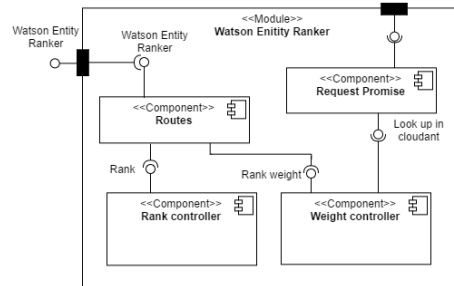 <<Module>>
Watson Enitity Ranker
Watson Entity
Ranker
Watson Entity
Ranker
<<Component>>
Request Promise
<<Component>>
Routes
Look up in
cloudant
Rank
Rank weight
<<Component>>
Rank controller
<<Component>>
Weight controller